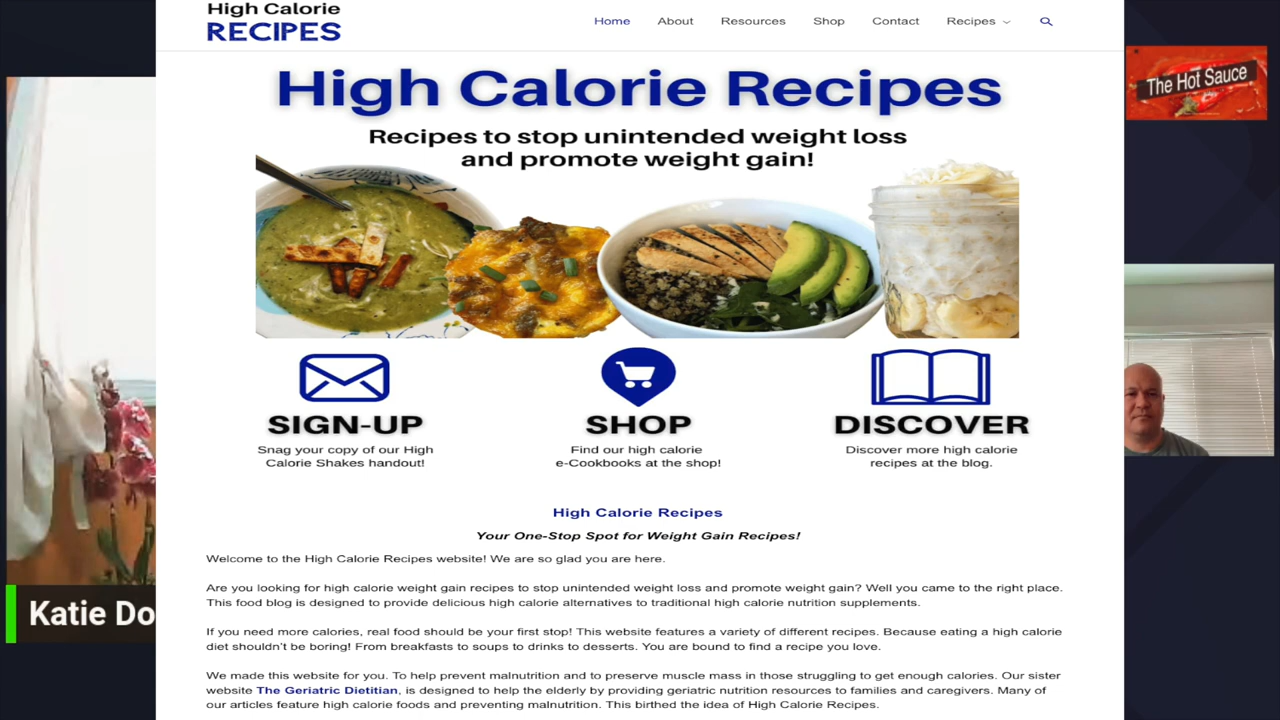 High Calorie
RECIPES
Home About Resources Shop Contact Recipes
The Hot Sauce
High Calorie Recipes
Recipes to stop unintended weight loss
and promote weight gain!
SIGN-UP
Snag your copy of our High
Calorie Shakes handout!
SHOP
Find our high calorie
e-Cookbooks at the shop!
DISCOVER
Discover more high calorie
recipes at the blog.
High Calorie Recipes
Your One-Stop Spot for Weight Gain Recipes!
Welcome to the High Calorie Recipes website! We are so glad you are here.
Are you looking for high calorie weight gain recipes to stop unintended weight loss and promote weight gain? Well you came to the right place.
This food blog is designed to provide delicious high calorie alternatives to traditional high calorie nutrition supplements.
If you need more calories, real food should be your first stop! This website features a variety of different recipes. Because eating a high calorie
diet shouldn't be boring! From breakfasts to soups to drinks to desserts. You are bound to find a recipe you love.
We made this website for you. To help prevent malnutrition and to preserve muscle mass in those struggling to get enough calories. Our sister
website The Geriatric Dietitian, is designed to help the elderly by providing geriatric nutrition resources to families and caregivers. Many of
our articles feature high calorie foods and preventing malnutrition. This birthed the idea of High Calorie Recipes.
Katie Do